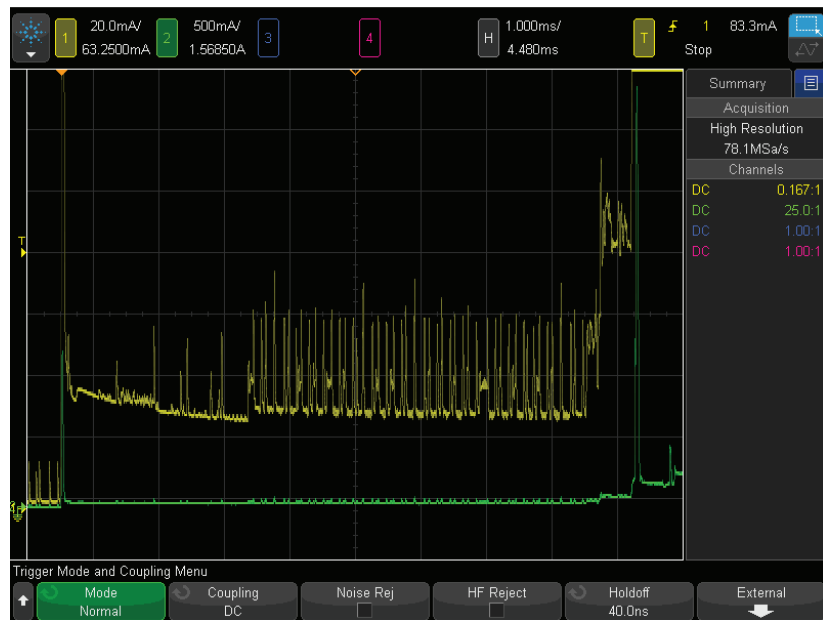 1 20.0mA/ 2 500mA/ 3 4 H 1.000ms/ T 1 83.3mA
63.2500mA 1.56850A 4.480ms Stop
Summary
Acquisition
High Resolution
78.1MSa/s
Channels
DC 0.167:1
DC 25.0:1
DC 1.00:1
DC 1.00:1
T
Trigger Mode and Coupling Menu
Mode Coupling Noise Rej HF Reject Holdoff External
Normal DC 40.0ns